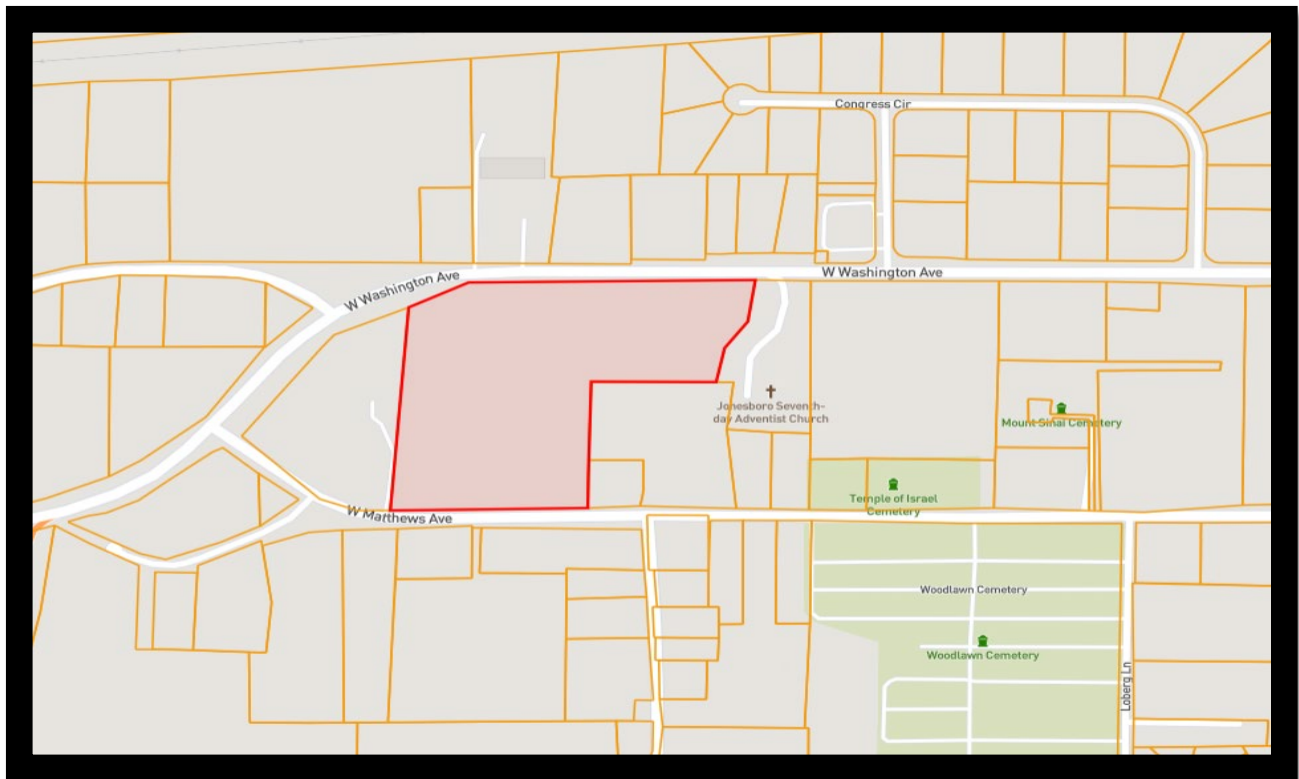 Congress Cir
W Washington Ave
W Washington Ave
Jonesboro Seventh-
day Adventist Church
Mount Sinai Cemetery
Temple of Israel
Cemetery
W Matthews Ave
Woodlawn Cemetery
Woodlawn Cemetery
Loberg Ln